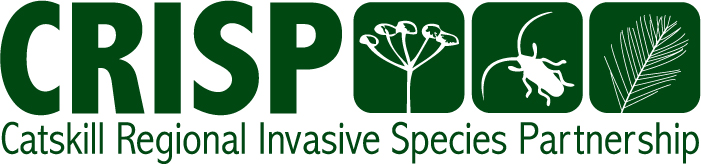 CRISP
Catskill Regional Invasive Species Partnership